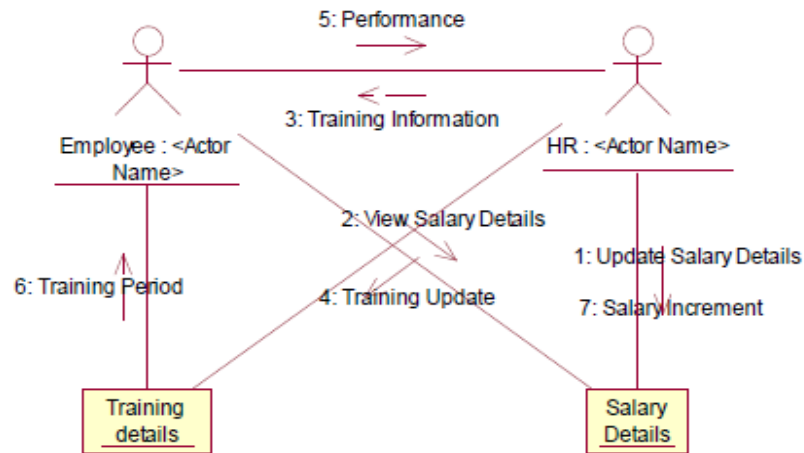 5: Performance
3: Training Information
Employee : <Actor
Name>
HR : <Actor Name>
2: View Salary Details
1: Update Salary Details
6: Training Period
4: Training Update
7: Salary Increment
Training
details
Salary
Details